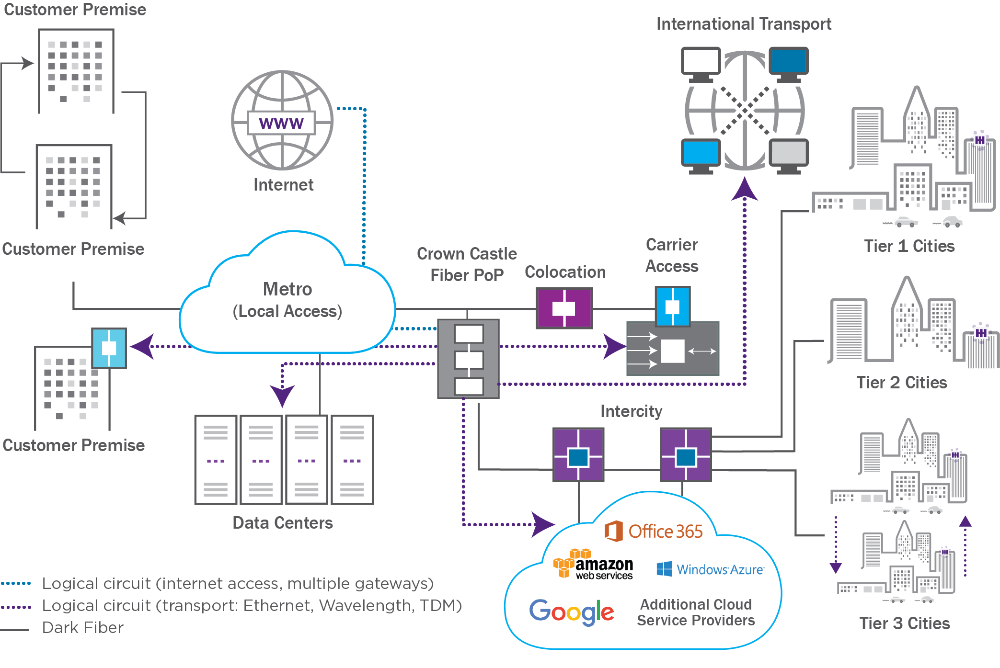 Customer Premise
International Transport
WWW
Internet
Customer Premise
Carrier
Access
Tier 1 Cities
Crown Castle
Fiber PoP
Colocation
Metro
(Local Access)
Tier 2 Cities
Intercity
Customer Premise
Data Centers
Office 365
amazon
web services
Windows Azure™
Google
Additional Cloud
Service Providers
Tier 3 Cities
Logical circuit (internet access, multiple gateways)
Logical circuit (transport: Ethernet, Wavelength, TDM)
Dark Fiber